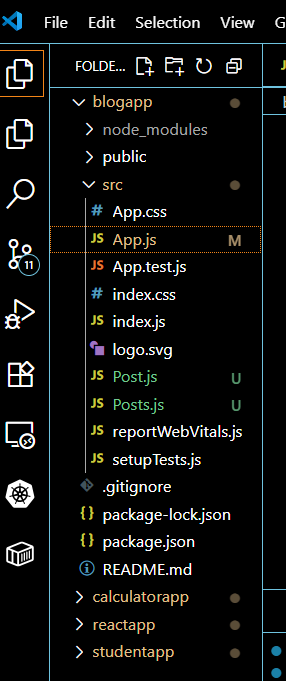 File Edit Selection View G
FOLDE...
blogapp
node_modules
public
src
# App.css
JS App.js M
JS App.test.js
# index.css
JS index.js
logo.svg
JS Post.js U
JS Posts.js U
JS reportWebVitals.js
JS setupTests.js
11
.gitignore
{} package-lock.json
{} package.json
README.md
calculatorapp
reactapp
studentapp